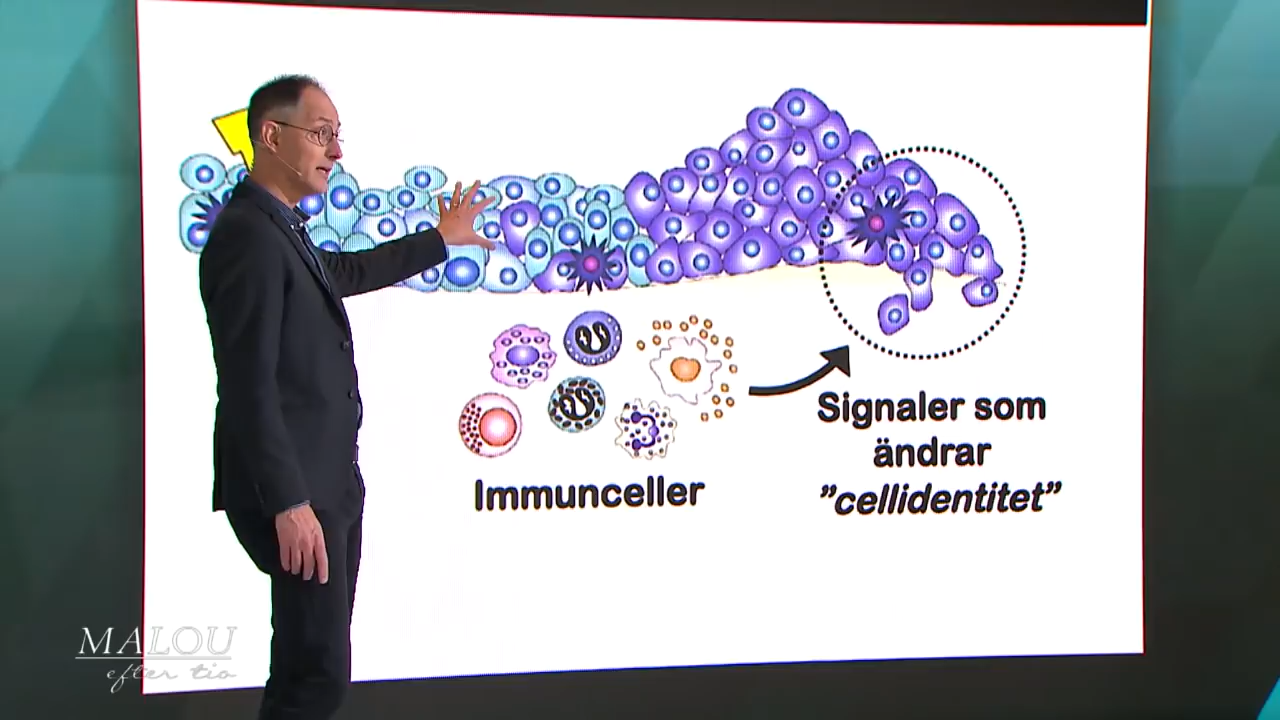 Immunceller
Signaler som
ändrar
”cellidentitet”
MALOU
efter tio